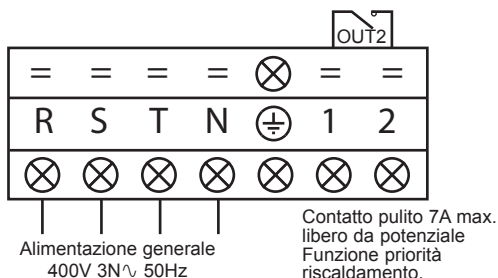 OUT2
= = = = = =
R S T N 1 2
Alimentazione generale
400V 3N∿ 50Hz
Contatto pulito 7A max.
libero da potenziale
Funzione priorità
riscaldamento.